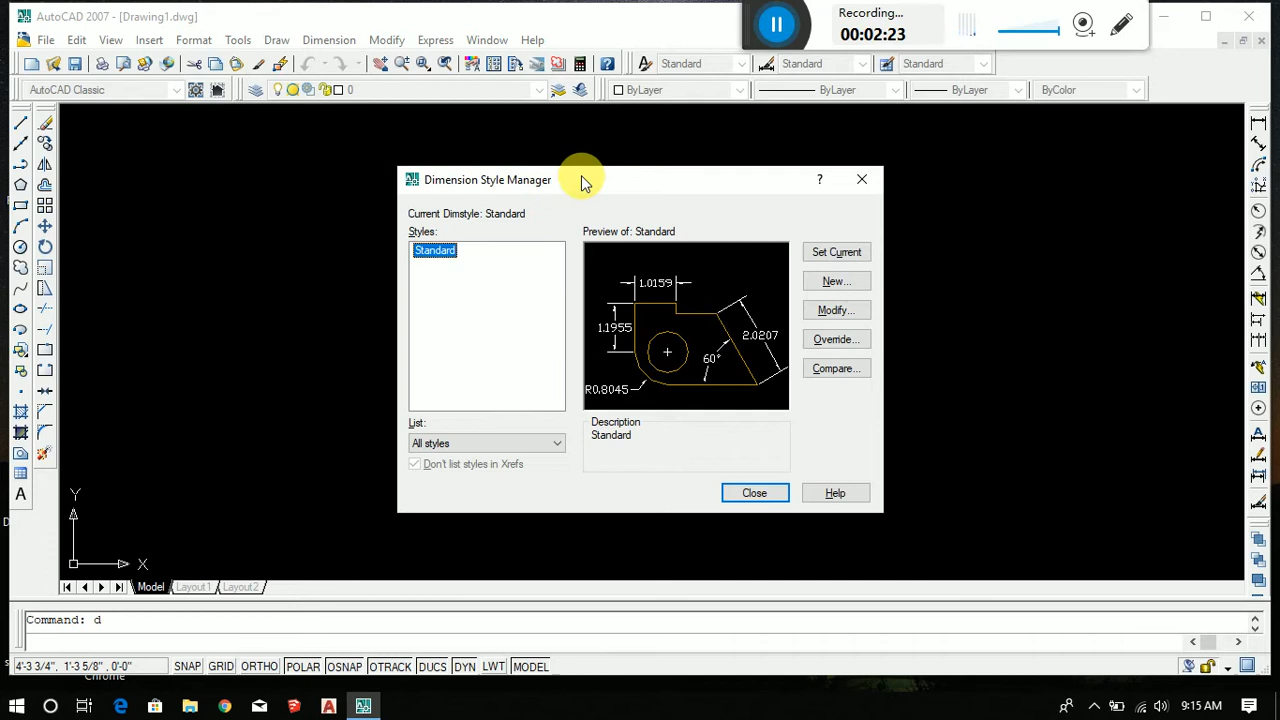 AutoCAD 2007 - [Drawing1.dwg]
Recording...
00:02:23
File Edit View Insert Format Tools Draw Dimension Modify Express Window Help
Standard Standard Standard
AutoCAD Classic 0 ByLayer ByLayer ByLayer ByColor
Dimension Style Manager ?
Current Dimstyle: Standard
Styles: Preview of: Standard
Standard
Set Current
New...
Modify...
Override...
Compare...
1.0159
1.1955
2.0207
60°
R0.8045
List:
All styles
Don't list styles in Xrefs
Description
Standard
Close Help
A
Y
X
Model Layout1 Layout2
Command: d
4'-3 3/4", 1'-3 5/8", 0'-0" SNAP GRID ORTHO POLAR OSNAP OTRACK DUCS DYN LWT MODEL
Chrome
9:15 AM